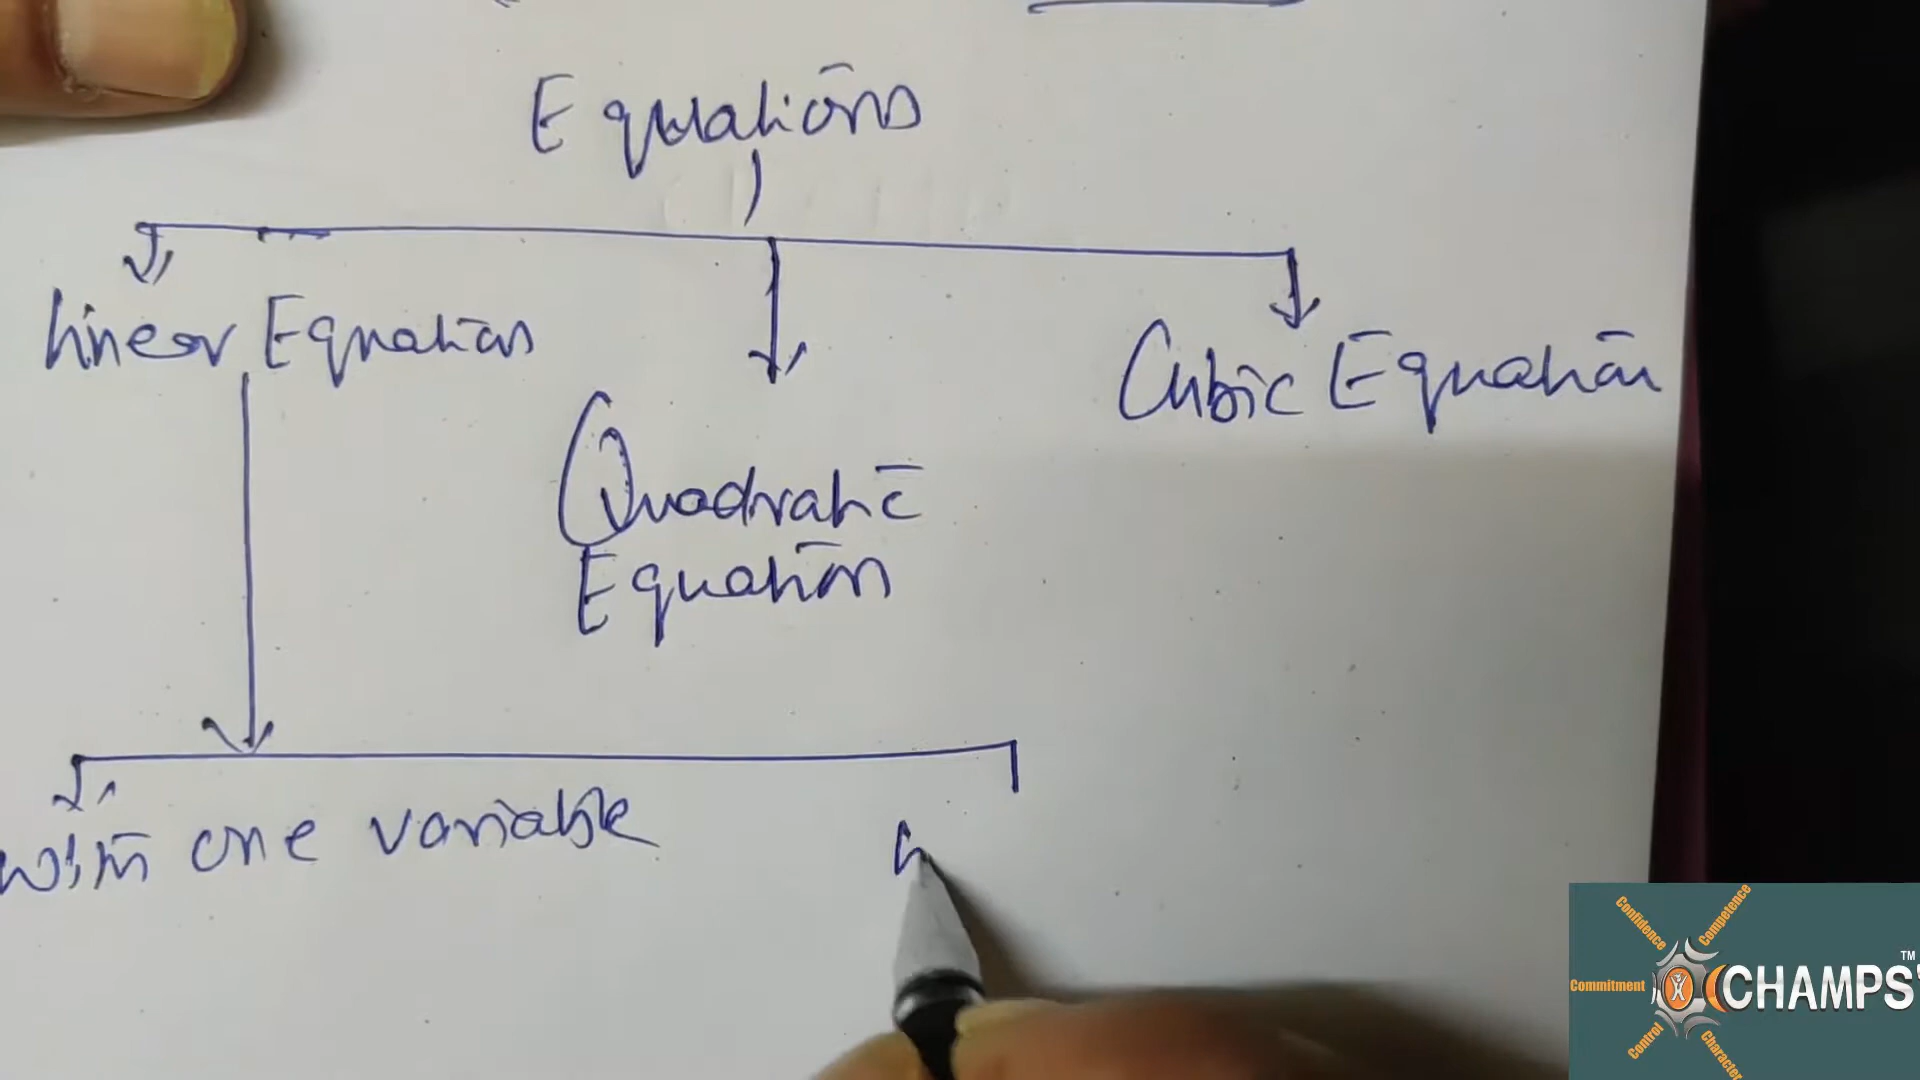 Equations
Linear Equation
Cubic Equation
Quadratic
Equation
with one variable
Confidence
Competence
Commitment
CHAMPS
TM
Control
Character